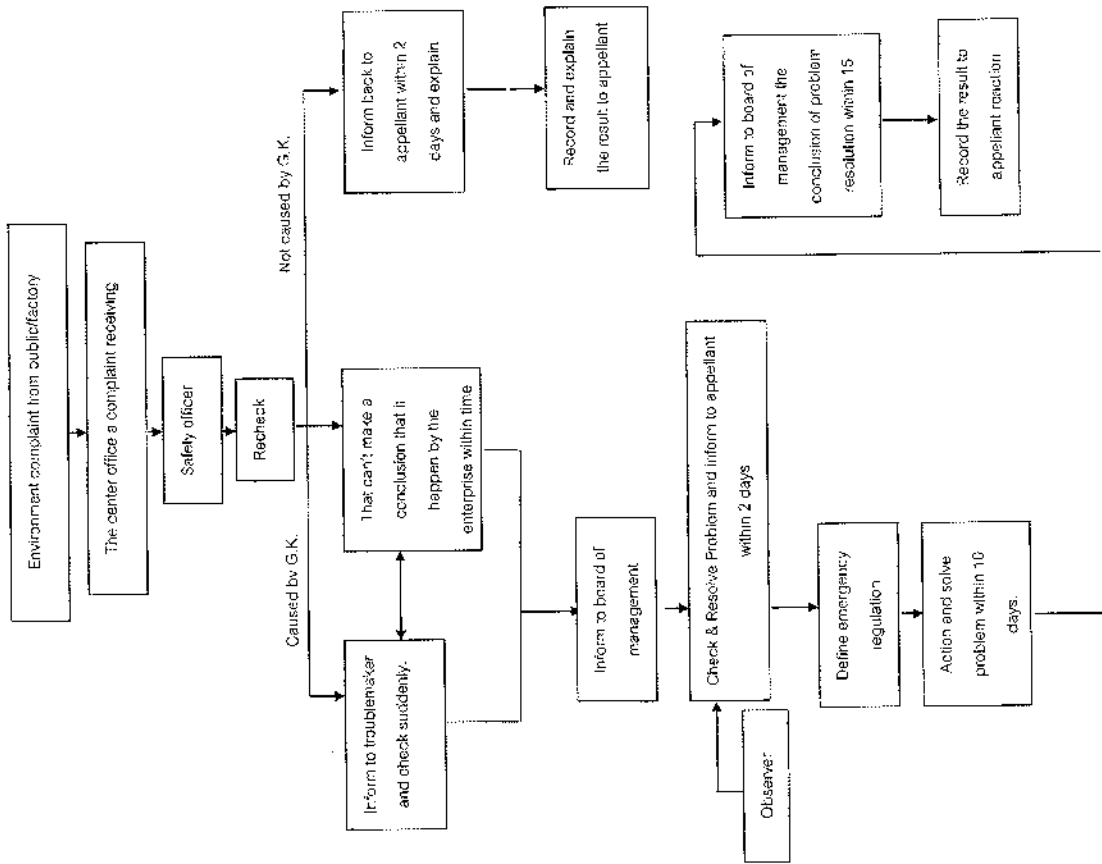 Environment complaint from public/factory
The center office a complaint receiving
Safety officer
Recheck
Caused by G.K.
Not caused by G.K.
Inform to troublemaker
and check suddenly.
That can't make a
conclusion that it
happen by the
enterprise within time
Inform back to
appellant within 2
days and explain
Record and explain
the result to appellant
Inform to board of
management
Observer
Check & Resolve Problem and inform to appellant
within 2 days
Define emergency
regulation
Action and solve
problem within 10
days.
Inform to board of
management the
conclusion of problem
resolution within 15
Record the result to
appellant reaction